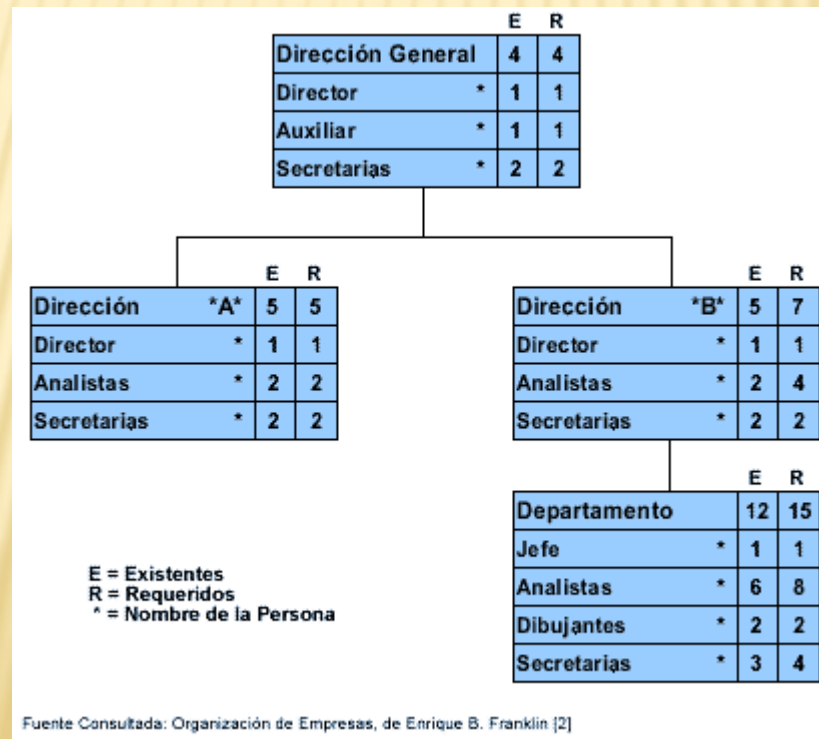 E R
Dirección General 4 4
Director * 1 1
Auxiliar * 1 1
Secretarias * 2 2
E R
Dirección *A* 5 5
Director * 1 1
Analistas * 2 2
Secretarias * 2 2
E R
Dirección *B* 5 7
Director * 1 1
Analistas * 2 4
Secretarias * 2 2
E R
Departamento 12 15
Jefe * 1 1
Analistas * 6 8
Dibujantes * 2 2
Secretarias * 3 4
E = Existentes
R = Requeridos
* = Nombre de la Persona
Fuente Consultada: Organización de Empresas, de Enrique B. Franklin [2]